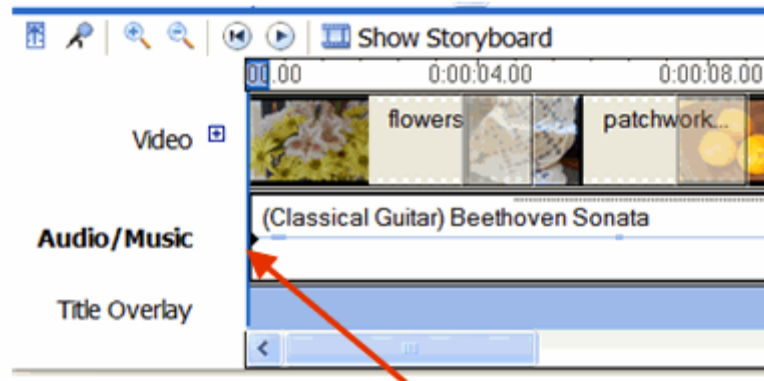 Show Storyboard
00.00 0:00:04.00 0:00:08.00
Video
flowers patchwork...
Audio/Music
(Classical Guitar) Beethoven Sonata
Title Overlay